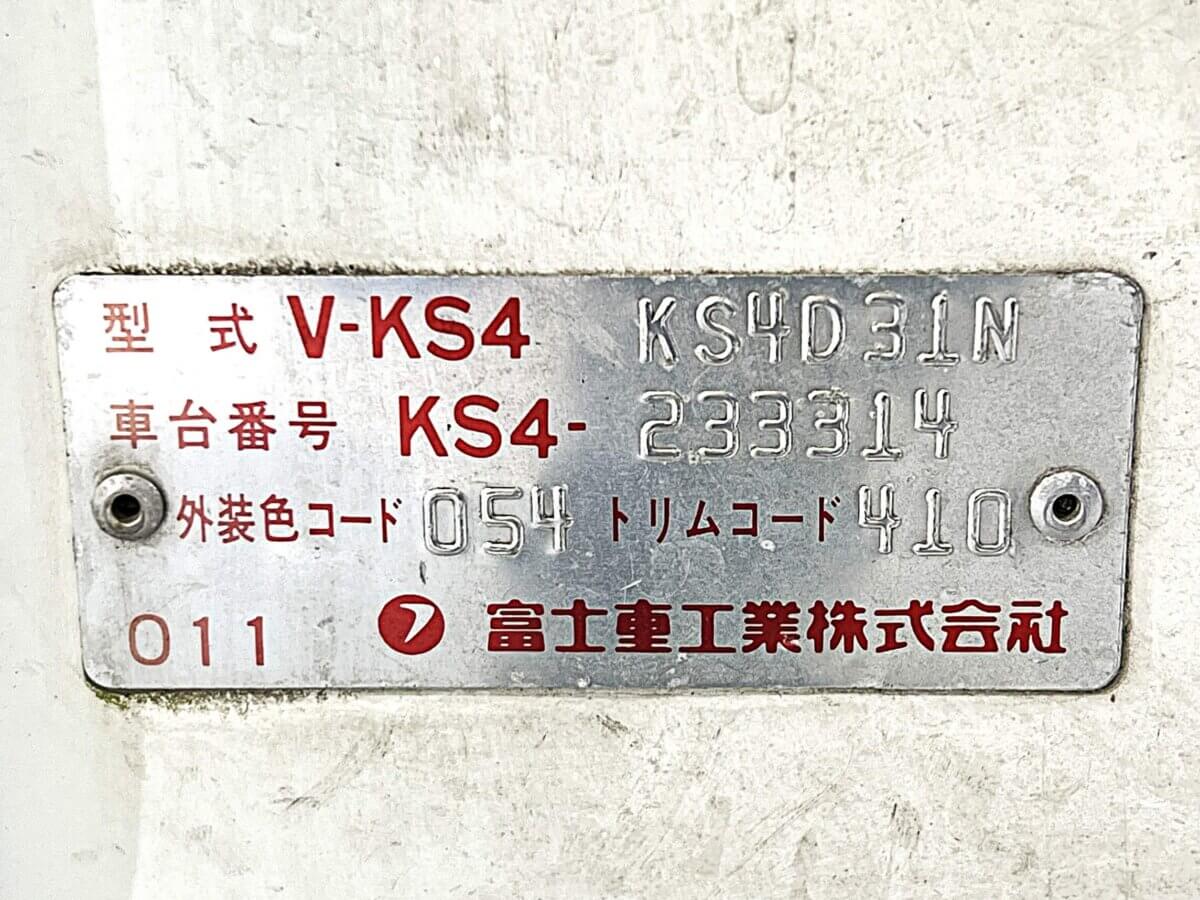 型式 V-KS4 KS4D31N
車台番号 KS4- 233314
外装色コード 054 トリムコード 410
011 フ 富士重工業株式会社